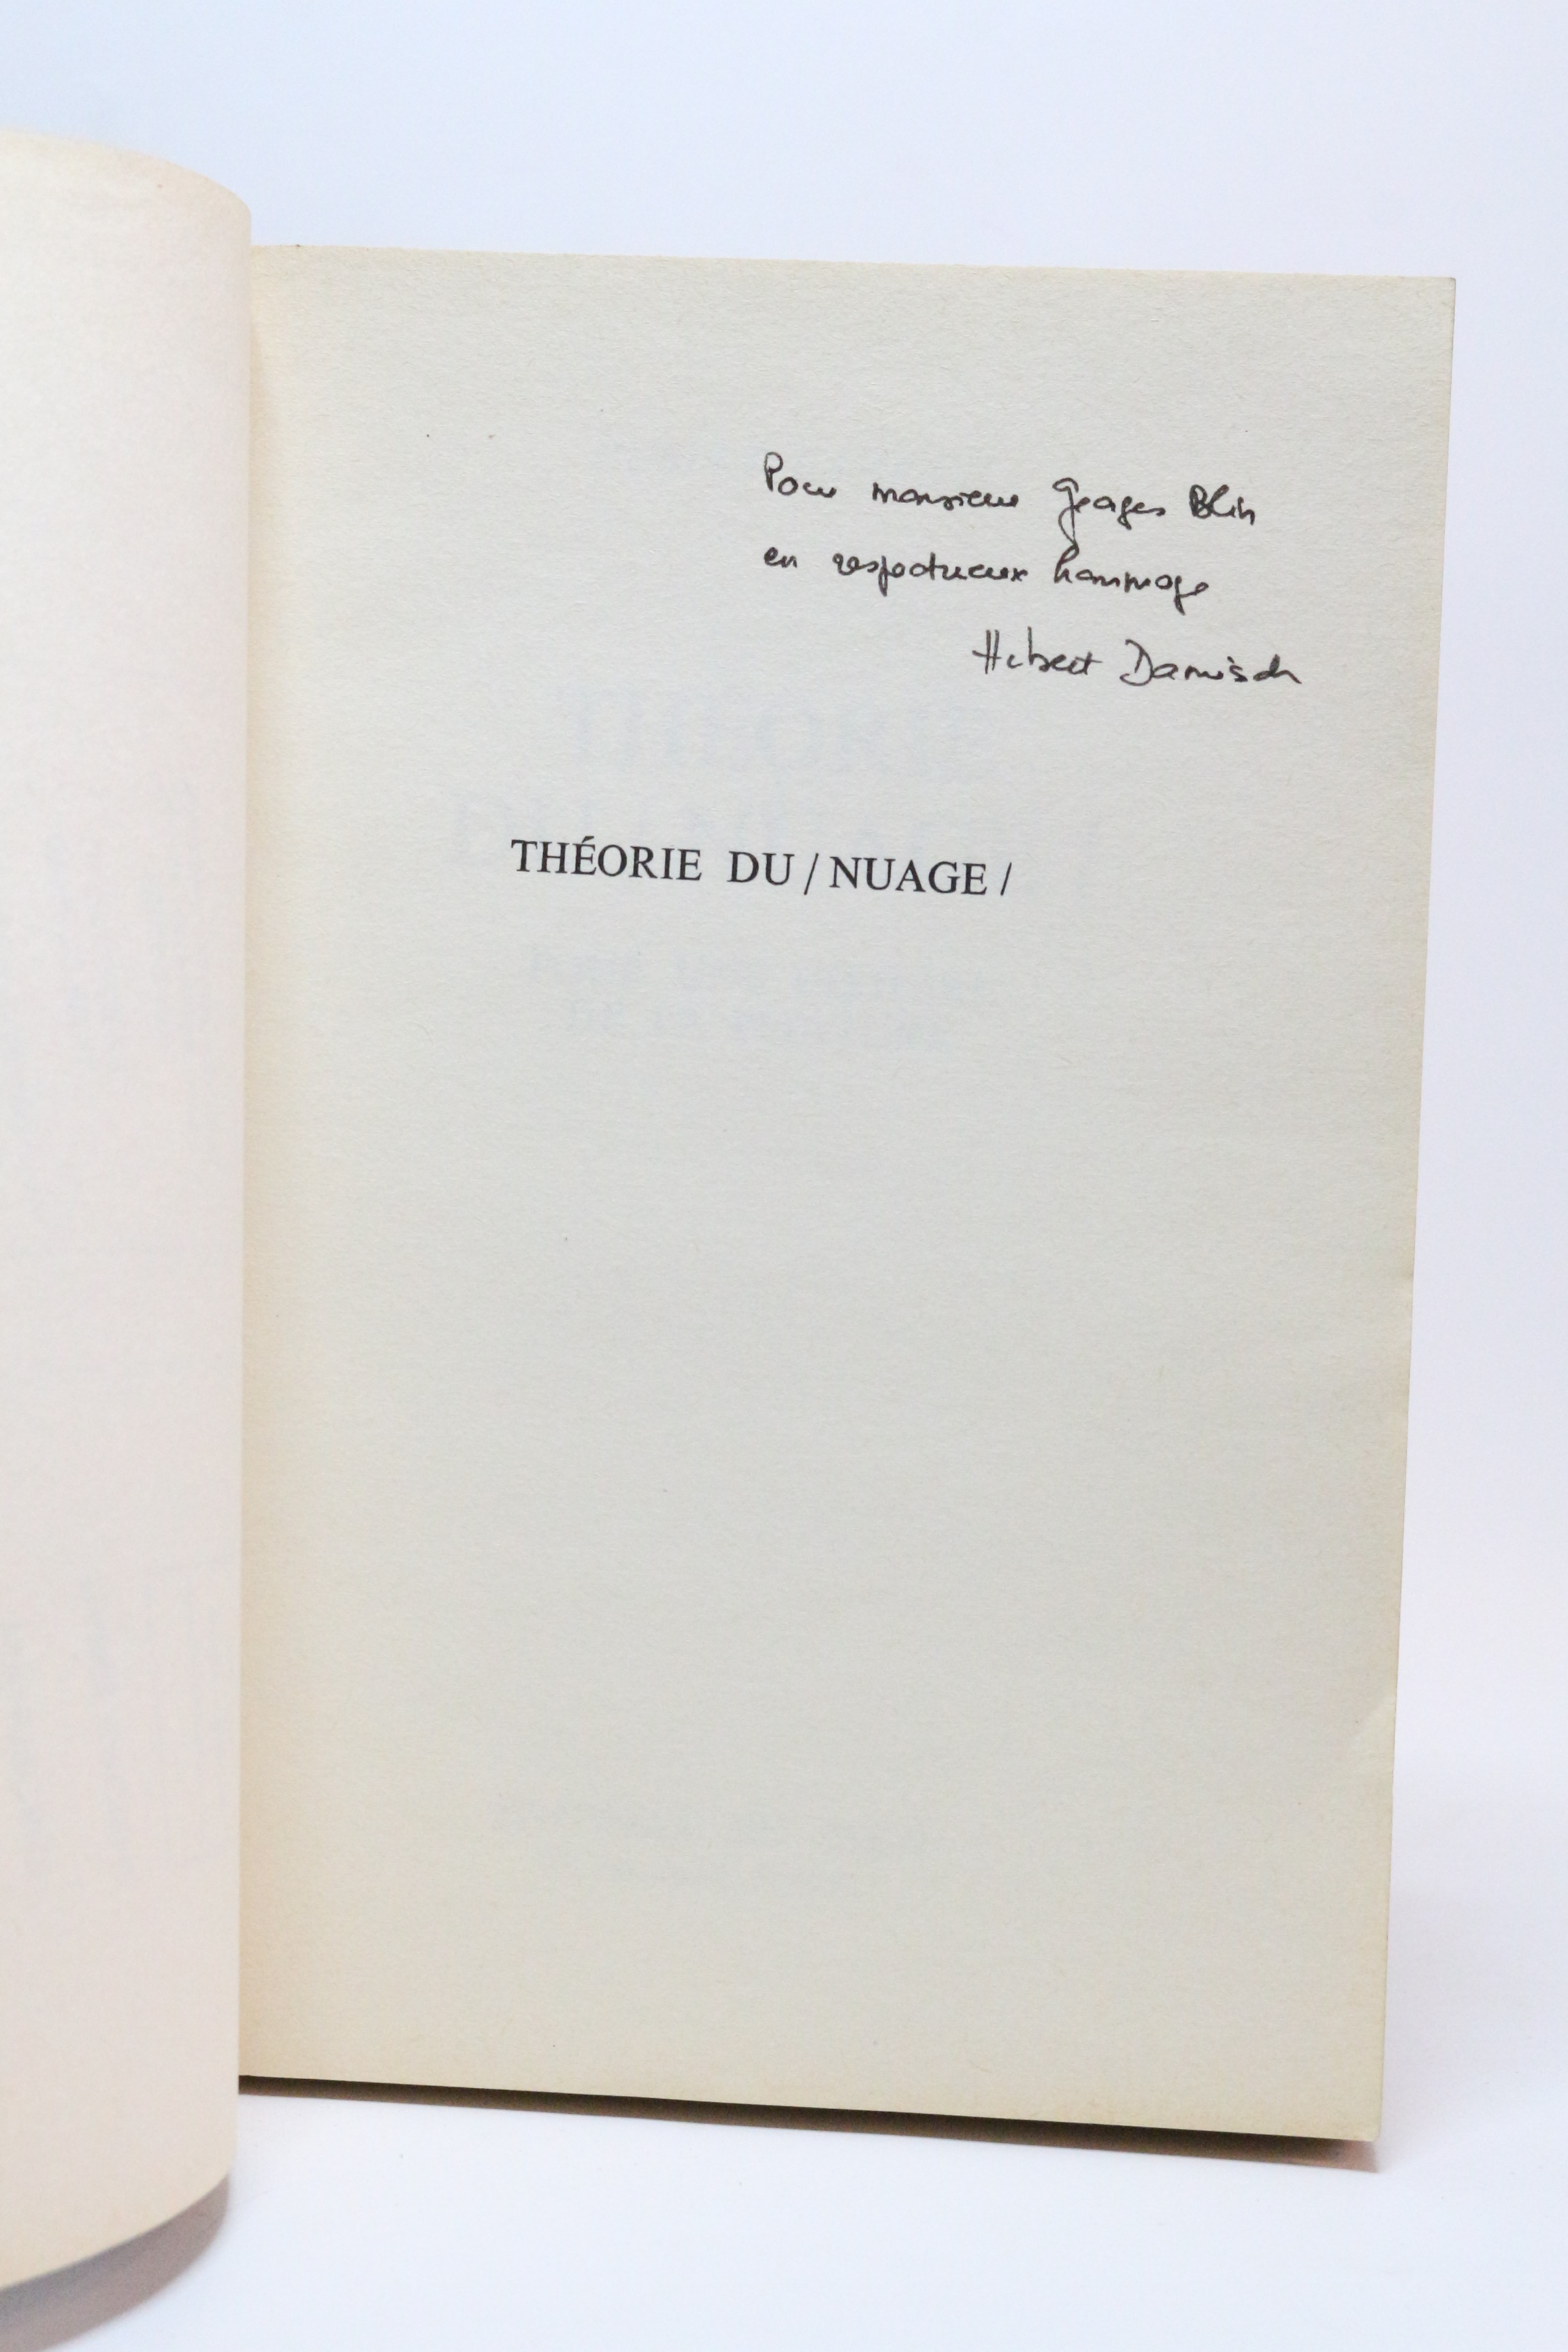 Pour monsieur Georges Blin
en respectueux hommage
Hubert Damisch
THÉORIE DU / NUAGE /